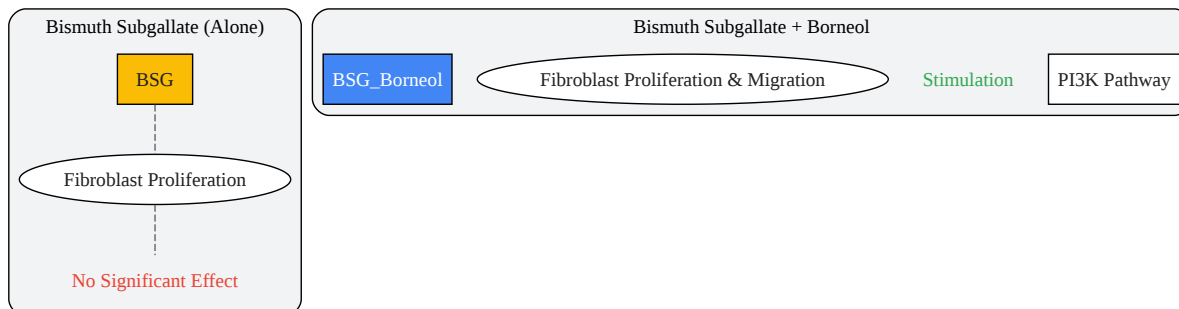 Bismuth Subgallate (Alone)
BSG
Fibroblast Proliferation
No Significant Effect
Bismuth Subgallate + Borneol
BSG_Borneol
Fibroblast Proliferation & Migration
Stimulation
PI3K Pathway